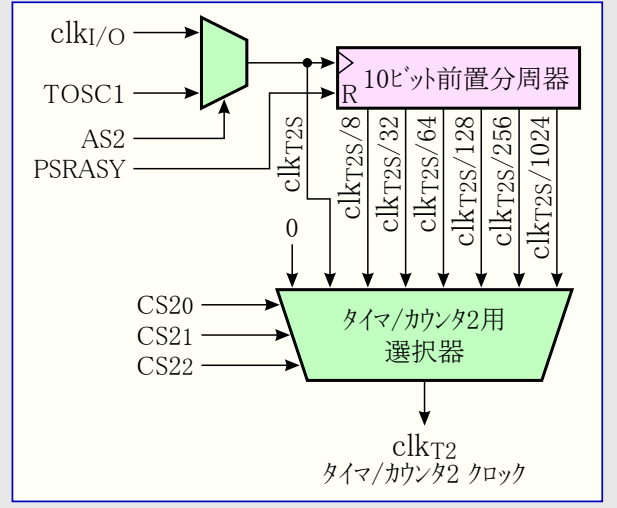 clkI/O
TOSC1
AS2
PSRASY
10ﾋﾞｯﾄ前置分周器
R
clkT2S
clkT2S/8
clkT2S/32
clkT2S/64
clkT2S/128
clkT2S/256
clkT2S/1024
0
CS20
CS21
CS22
ﾀｲﾏ/ｶｳﾝﾀ2用
選択器
clkT2
ﾀｲﾏ/ｶｳﾝﾀ2 ｸﾛｯｸ